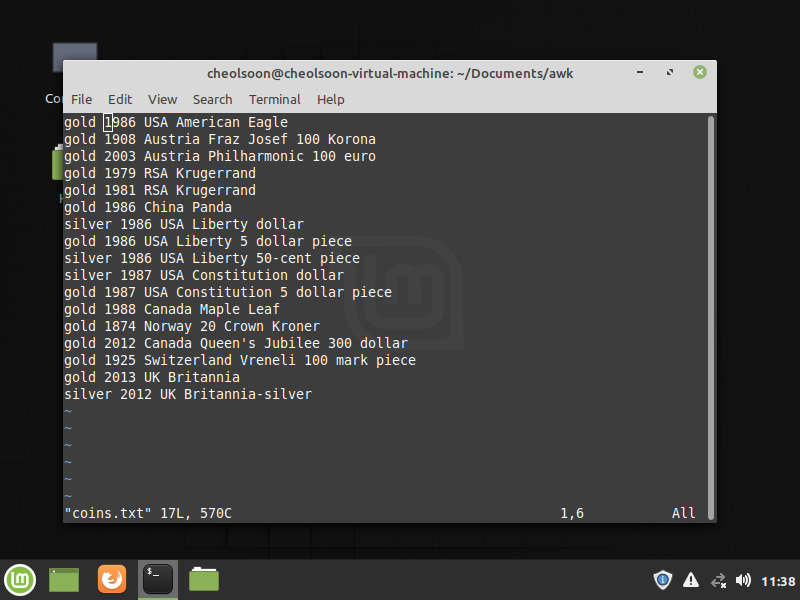 Co
H
cheolsoon@cheolsoon-virtual-machine: ~/Documents/awk
File Edit View Search Terminal Help
gold 1986 USA American Eagle
gold 1908 Austria Fraz Josef 100 Korona
gold 2003 Austria Philharmonic 100 euro
gold 1979 RSA Krugerrand
gold 1981 RSA Krugerrand
gold 1986 China Panda
silver 1986 USA Liberty dollar
gold 1986 USA Liberty 5 dollar piece
silver 1986 USA Liberty 50-cent piece
silver 1987 USA Constitution dollar
gold 1987 USA Constitution 5 dollar piece
gold 1988 Canada Maple Leaf
gold 1874 Norway 20 Crown Kroner
gold 2012 Canada Queen's Jubilee 300 dollar
gold 1925 Switzerland Vreneli 100 mark piece
gold 2013 UK Britannia
silver 2012 UK Britannia-silver
~
~
~
~
~
~
"coins.txt" 17L, 570C 1,6 All
11:38